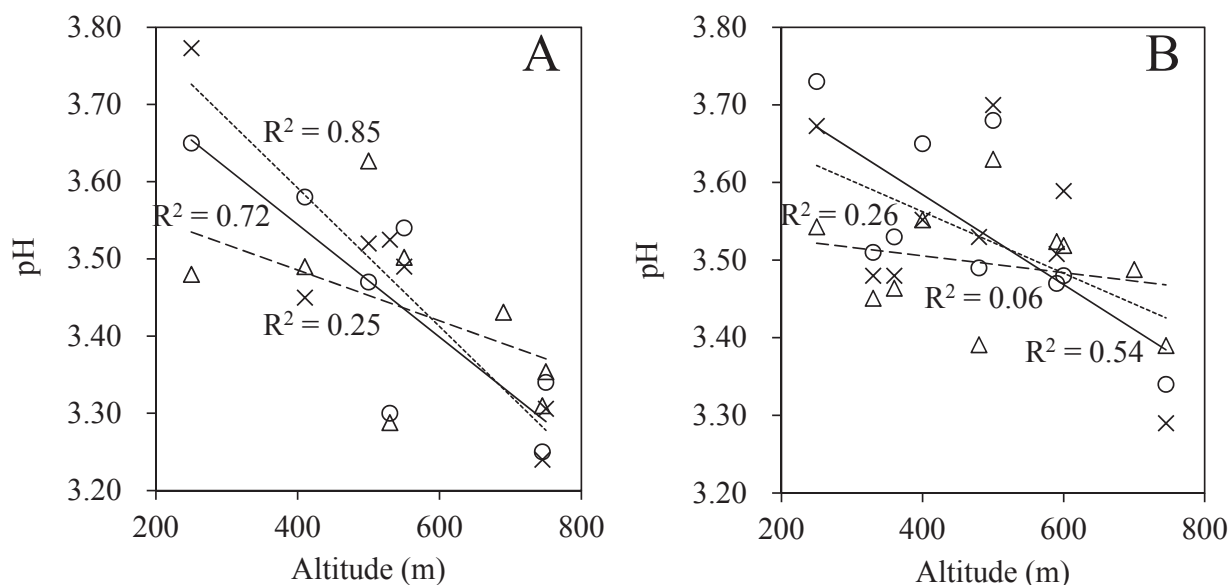 A
pH
3.80
3.70
3.60
3.50
3.40
3.30
3.20
R² = 0.85
R² = 0.72
R² = 0.25
200
400
600
800
Altitude (m)
B
pH
3.80
3.70
3.60
3.50
3.40
3.30
3.20
R² = 0.26
R² = 0.06
R² = 0.54
200
400
600
800
Altitude (m)